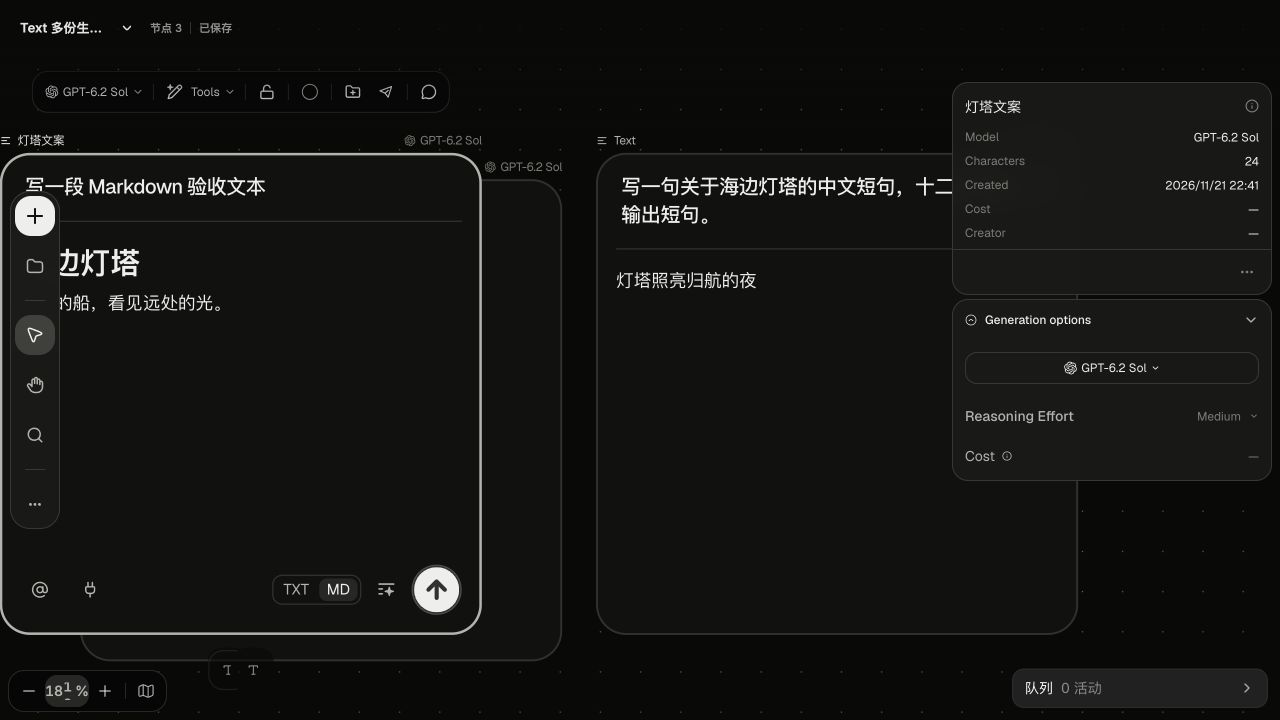 Text 多份生...
节点 3
已保存
GPT-6.2 Sol
Tools
灯塔文案
GPT-6.2 Sol
GPT-6.2 Sol
写一段 Markdown 验收文本
边灯塔
的船，看见远处的光。
TXT MD
Text
写一句关于海边灯塔的中文短句，十二
输出短句。
灯塔照亮归航的夜
灯塔文案
Model GPT-6.2 Sol
Characters 24
Created 2026/11/21 22:41
Cost —
Creator —
Generation options
GPT-6.2 Sol
Reasoning Effort Medium
Cost —
T T
队列 0 活动